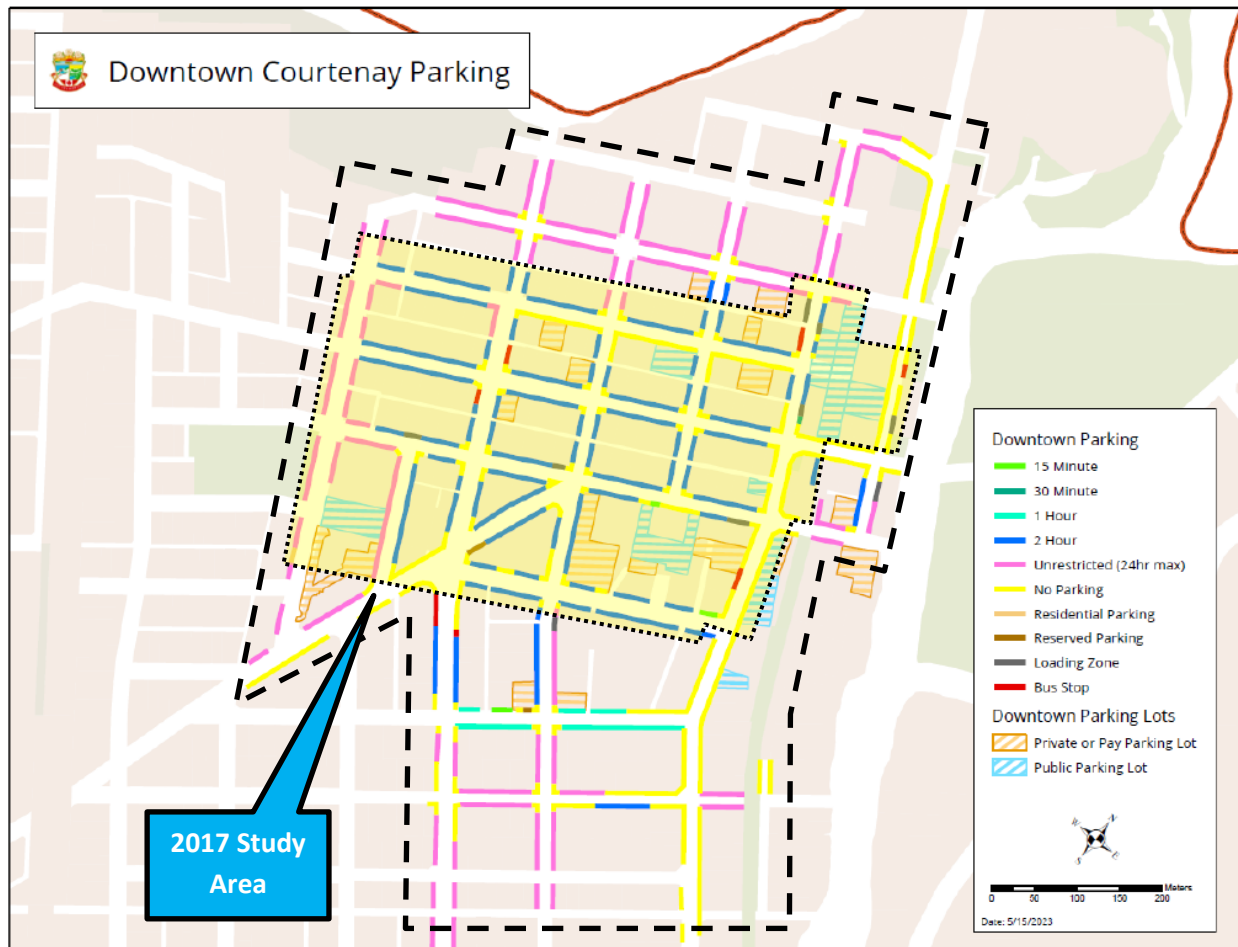 Downtown Courtenay Parking
2017 Study
Area
Downtown Parking
15 Minute
30 Minute
1 Hour
2 Hour
Unrestricted (24hr max)
No Parking
Residential Parking
Reserved Parking
Loading Zone
Bus Stop
Downtown Parking Lots
Private or Pay Parking Lot
Public Parking Lot
W N
S E
Meters
0 50 100 200
Date: 5/15/2023